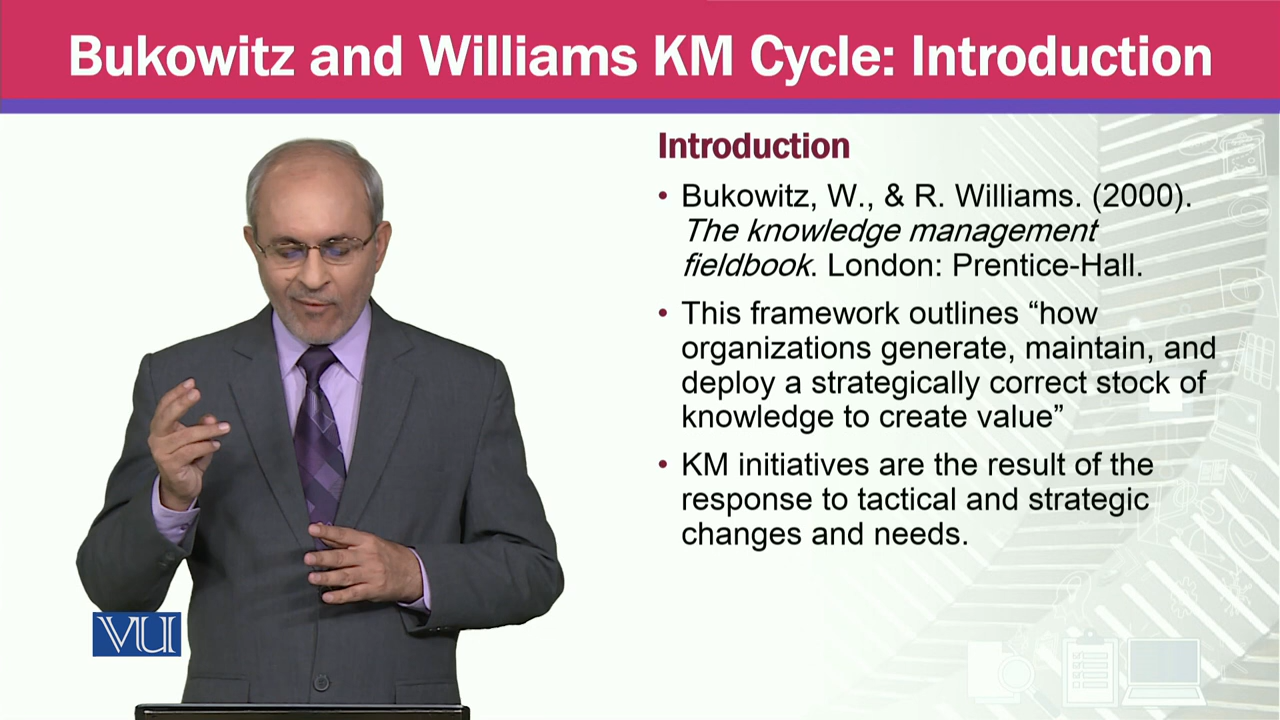 Bukowitz and Williams KM Cycle: Introduction
Introduction
• Bukowitz, W., & R. Williams. (2000).
The knowledge management
fieldbook. London: Prentice-Hall.
• This framework outlines “how
organizations generate, maintain, and
deploy a strategically correct stock of
knowledge to create value”
• KM initiatives are the result of the
response to tactical and strategic
changes and needs.
VU